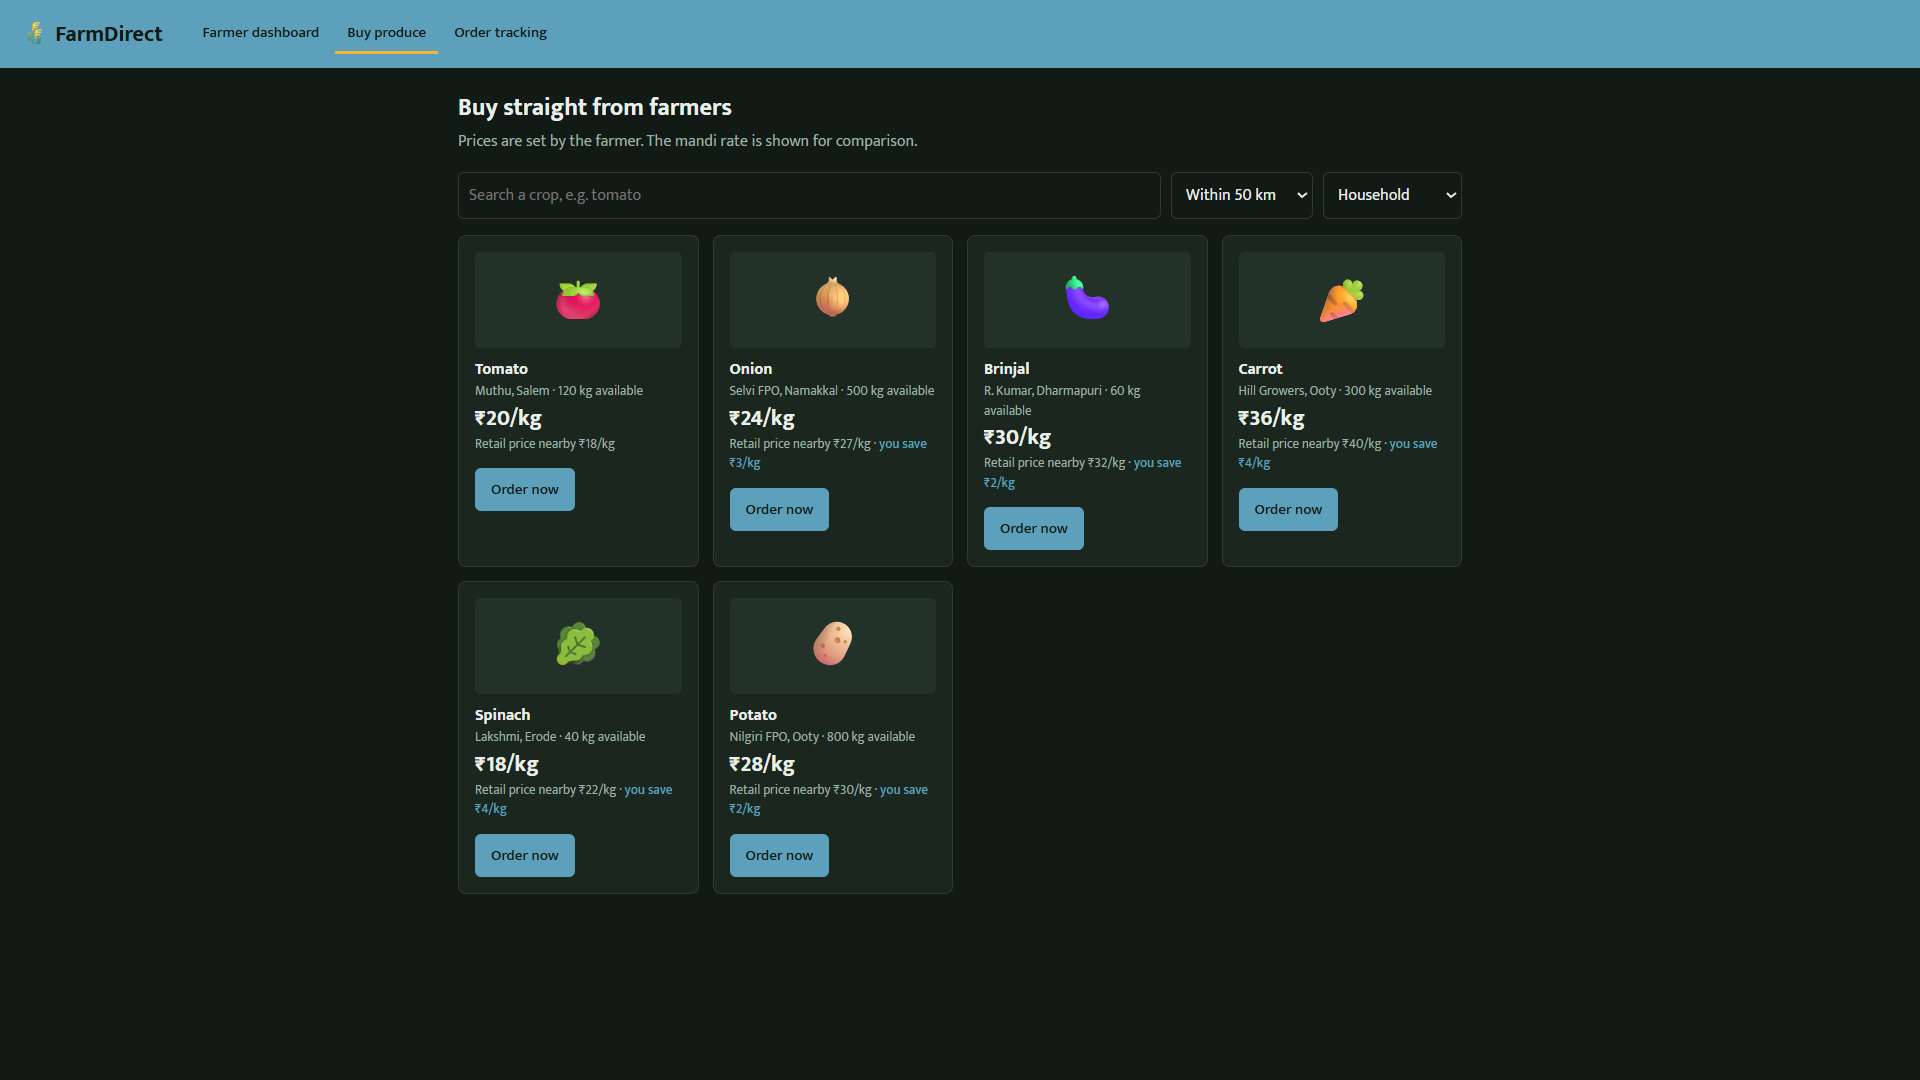 FarmDirect
Farmer dashboard
Buy produce
Order tracking
Buy straight from farmers
Prices are set by the farmer. The mandi rate is shown for comparison.
Search a crop, e.g. tomato
Within 50 km
Household
Tomato
Muthu, Salem · 120 kg available
₹20/kg
Retail price nearby ₹18/kg
Order now
Onion
Selvi FPO, Namakkal · 500 kg available
₹24/kg
Retail price nearby ₹27/kg · you save
₹3/kg
Order now
Brinjal
R. Kumar, Dharmapuri · 60 kg
available
₹30/kg
Retail price nearby ₹32/kg · you save
₹2/kg
Order now
Carrot
Hill Growers, Ooty · 300 kg available
₹36/kg
Retail price nearby ₹40/kg · you save
₹4/kg
Order now
Spinach
Lakshmi, Erode · 40 kg available
₹18/kg
Retail price nearby ₹22/kg · you save
₹4/kg
Order now
Potato
Nilgiri FPO, Ooty · 800 kg available
₹28/kg
Retail price nearby ₹30/kg · you save
₹2/kg
Order now